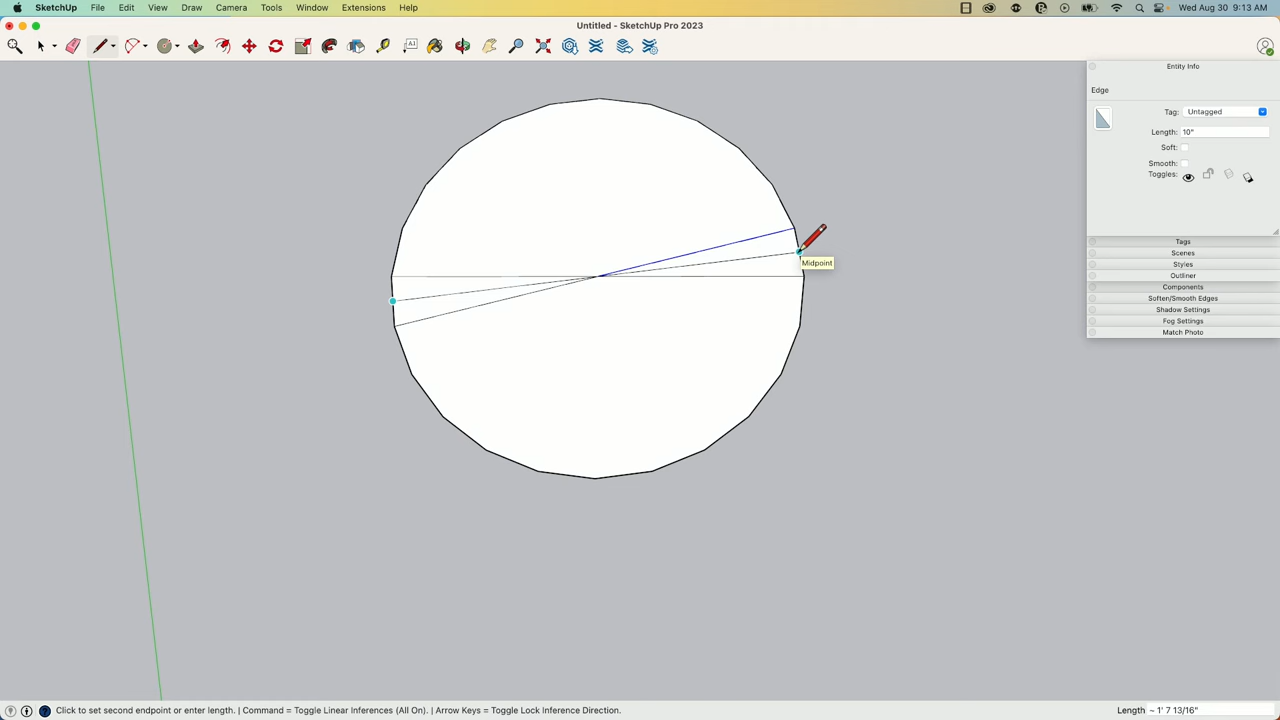 SketchUp File Edit View Draw Camera Tools Window Extensions Help Wed Aug 30 9:13 AM
Untitled - SketchUp Pro 2023
A1
Entity Info
Edge
Tag: Untagged
Length: 10"
Soft:
Smooth:
Toggles:
Tags
Scenes
Styles
Outliner
Components
Soften/Smooth Edges
Shadow Settings
Fog Settings
Match Photo
Midpoint
Click to set second endpoint or enter length. | Command = Toggle Linear Inferences (All On). | Arrow Keys = Toggle Lock Inference Direction. Length ~ 1' 7 13/16"